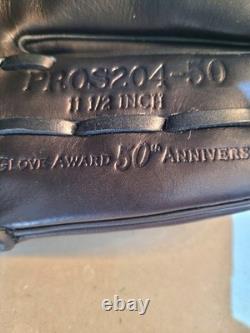 PROS204-50
11 1/2 INCH
GLOVE AWARD 50th ANNIVERS